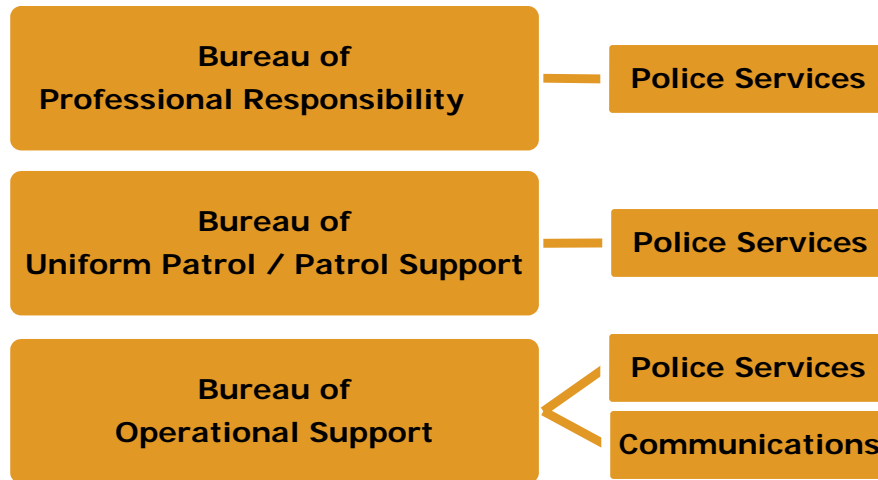 Bureau of
Professional Responsibility
Police Services
Bureau of
Uniform Patrol / Patrol Support
Police Services
Bureau of
Operational Support
Police Services
Communications